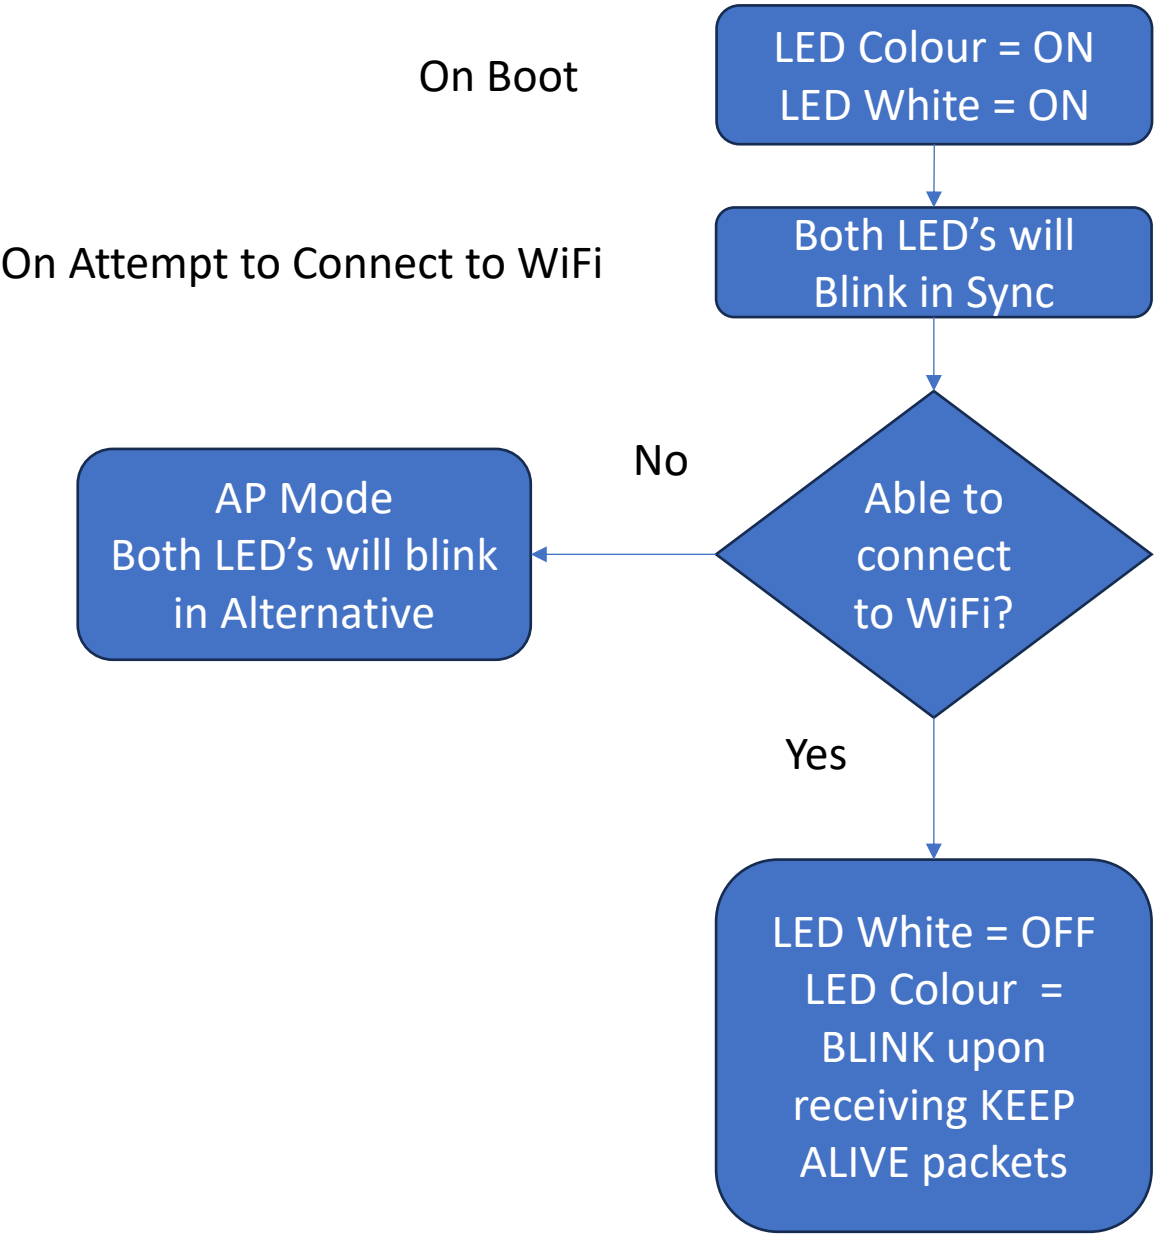 On Boot
LED Colour = ON
LED White = ON
On Attempt to Connect to WiFi
Both LED’s will
Blink in Sync
No
AP Mode
Both LED’s will blink
in Alternative
Able to
connect
to WiFi?
Yes
LED White = OFF
LED Colour  =
BLINK upon
receiving KEEP
ALIVE packets